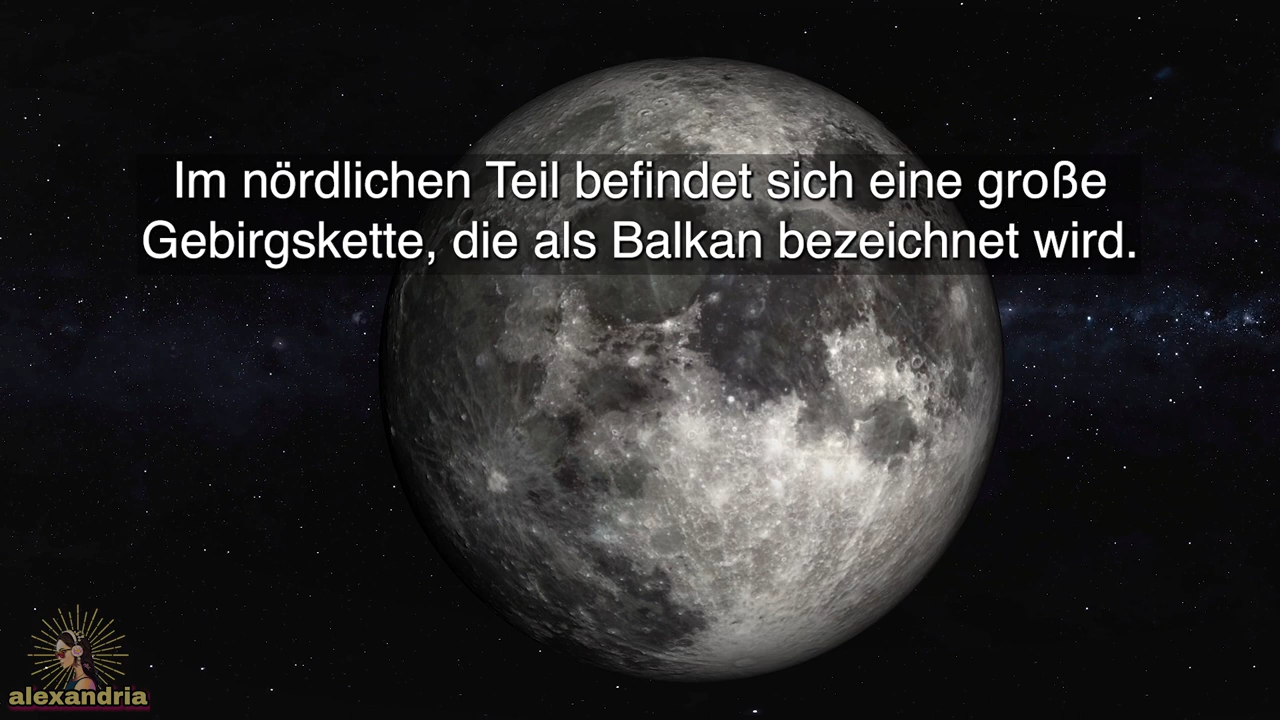 Im nördlichen Teil befindet sich eine große
Gebirgskette, die als Balkan bezeichnet wird.
alexandria